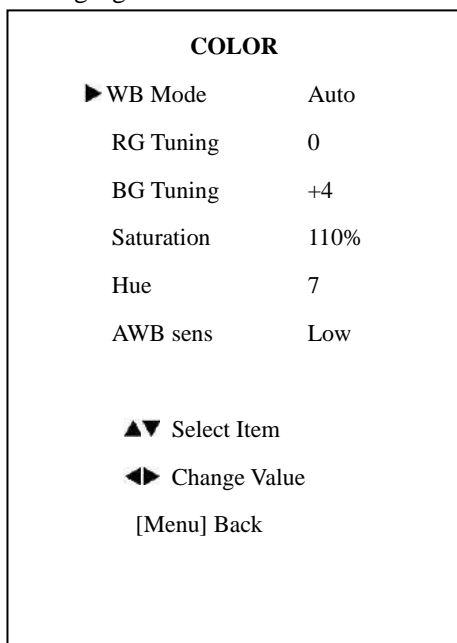 COLOR
▶WB Mode Auto
RG Tuning 0
BG Tuning +4
Saturation 110%
Hue 7
AWB sens Low
▲▼ Select Item
◀▶ Change Value
[Menu] Back